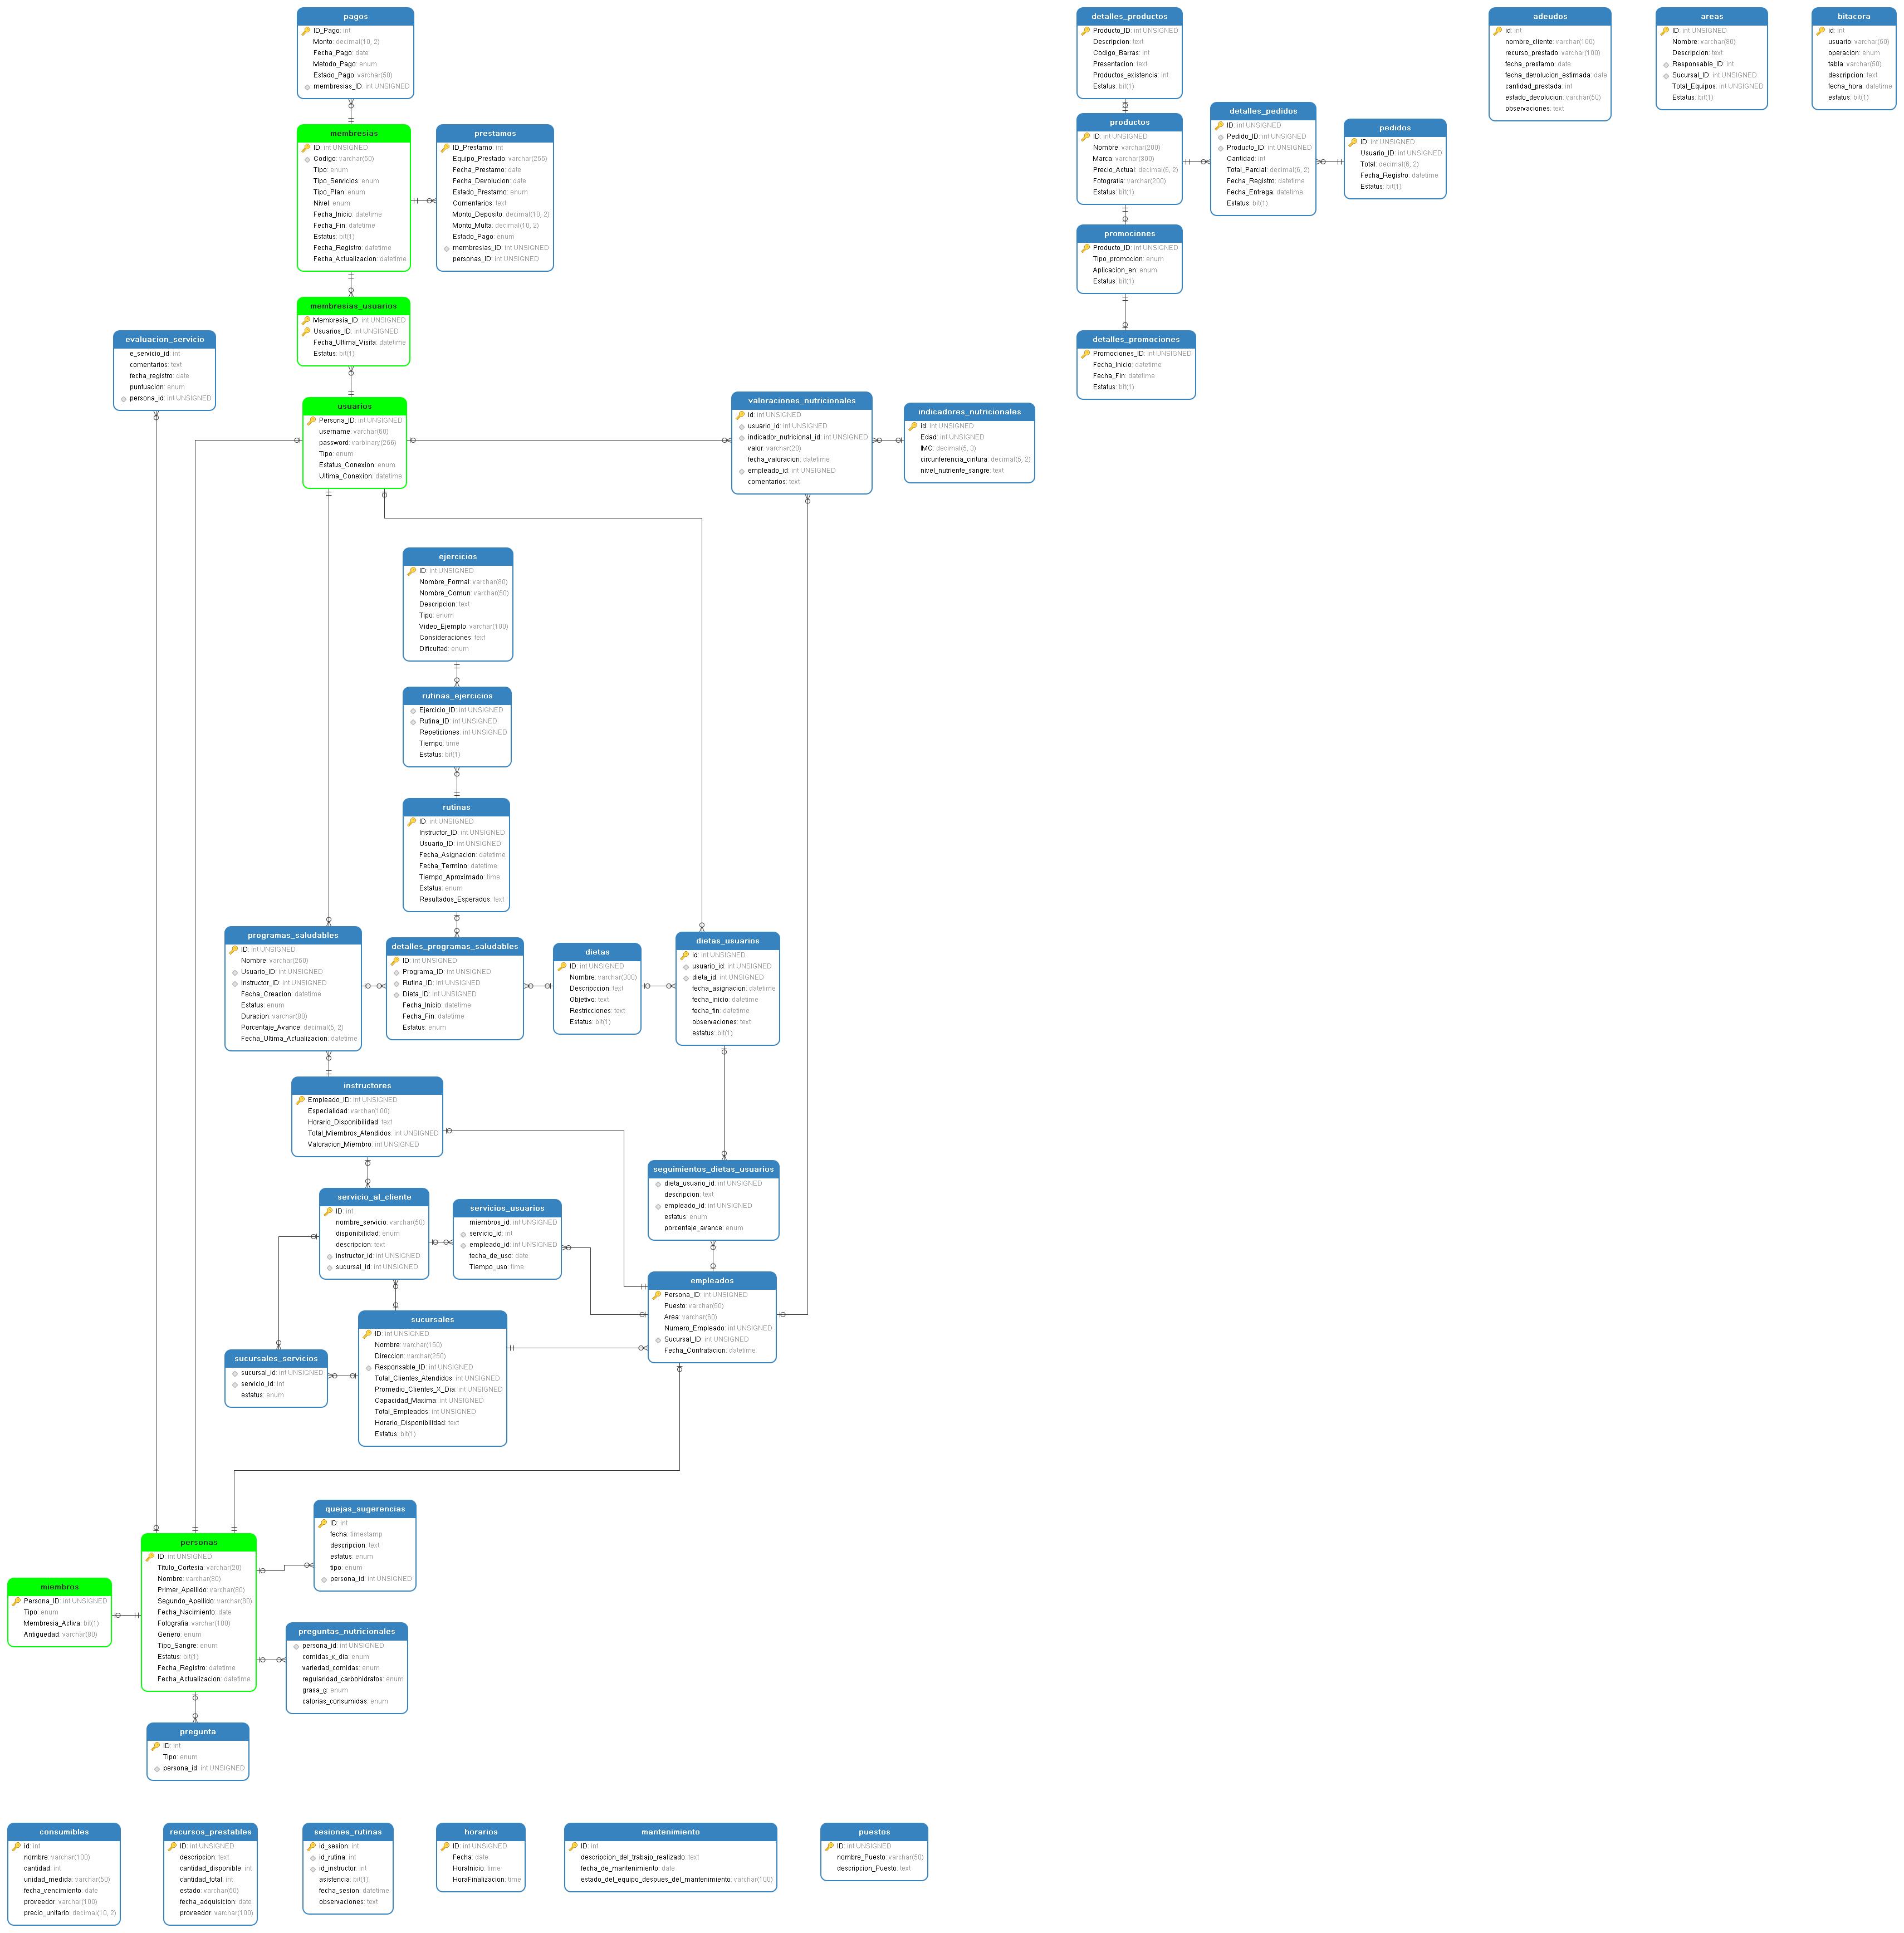 pagos
ID_Pago: int
Monto: decimal(10, 2)
Fecha_Pago: date
Metodo_Pago: enum
Estado_Pago: varchar(50)
membresias_ID: int UNSIGNED
membresias
ID: int UNSIGNED
Codigo: varchar(50)
Tipo: enum
Tipo_Servicios: enum
Tipo_Plan: enum
Nivel: enum
Fecha_Inicio: datetime
Fecha_Fin: datetime
Estatus: bit(1)
Fecha_Registro: datetime
Fecha_Actualizacion: datetime
prestamos
ID_Prestamo: int
Equipo_Prestado: varchar(255)
Fecha_Prestamo: date
Fecha_Devolucion: date
Estado_Prestamo: enum
Comentarios: text
Monto_Deposito: decimal(10, 2)
Monto_Multa: decimal(10, 2)
Estado_Pago: enum
membresias_ID: int UNSIGNED
personas_ID: int UNSIGNED
membresias_usuarios
Membresia_ID: int UNSIGNED
Usuarios_ID: int UNSIGNED
Fecha_Ultima_Visita: datetime
Estatus: bit(1)
evaluacion_servicio
e_servicio_id: int
comentarios: text
fecha_registro: date
puntuacion: enum
persona_id: int UNSIGNED
usuarios
Persona_ID: int UNSIGNED
username: varchar(60)
password: varbinary(256)
Tipo: enum
Estatus_Conexion: enum
Ultima_Conexion: datetime
detalles_productos
Producto_ID: int UNSIGNED
Descripcion: text
Codigo_Barras: int
Presentacion: text
Productos_existencia: int
Estatus: bit(1)
productos
ID: int UNSIGNED
Nombre: varchar(200)
Marca: varchar(300)
Precio_Actual: decimal(6, 2)
Fotografia: varchar(200)
Estatus: bit(1)
detalles_pedidos
ID: int UNSIGNED
Pedido_ID: int UNSIGNED
Producto_ID: int UNSIGNED
Cantidad: int
Total_Parcial: decimal(6, 2)
Fecha_Registro: datetime
Fecha_Entrega: datetime
Estatus: bit(1)
pedidos
ID: int UNSIGNED
Usuario_ID: int UNSIGNED
Total: decimal(6, 2)
Fecha_Registro: datetime
Estatus: bit(1)
promociones
Producto_ID: int UNSIGNED
Tipo_promocion: enum
Aplicacion_en: enum
Estatus: bit(1)
detalles_promociones
Promociones_ID: int UNSIGNED
Fecha_Inicio: datetime
Fecha_Fin: datetime
Estatus: bit(1)
adeudos
id: int
nombre_cliente: varchar(100)
recurso_prestado: varchar(100)
fecha_prestamo: date
fecha_devolucion_estimada: date
cantidad_prestada: int
estado_devolucion: varchar(50)
observaciones: text
areas
ID: int UNSIGNED
Nombre: varchar(80)
Descripcion: text
Responsable_ID: int
Sucursal_ID: int UNSIGNED
Total_Equipos: int UNSIGNED
Estatus: bit(1)
bitacora
id: int
usuario: varchar(50)
operacion: enum
tabla: varchar(50)
descripcion: text
fecha_hora: datetime
estatus: bit(1)
valoraciones_nutricionales
id: int UNSIGNED
usuario_id: int UNSIGNED
indicador_nutricional_id: int UNSIGNED
valor: varchar(20)
fecha_valoracion: datetime
empleado_id: int UNSIGNED
comentarios: text
indicadores_nutricionales
id: int UNSIGNED
Edad: int UNSIGNED
IMC: decimal(5, 3)
circunferencia_cintura: decimal(5, 2)
nivel_nutriente_sangre: text
ejercicios
ID: int UNSIGNED
Nombre_Formal: varchar(80)
Nombre_Comun: varchar(50)
Descripcion: text
Tipo: enum
Video_Ejemplo: varchar(100)
Consideraciones: text
Dificultad: enum
rutinas_ejercicios
Ejercicio_ID: int UNSIGNED
Rutina_ID: int UNSIGNED
Repeticiones: int UNSIGNED
Tiempo: time
Estatus: bit(1)
rutinas
ID: int UNSIGNED
Instructor_ID: int UNSIGNED
Usuario_ID: int UNSIGNED
Fecha_Asignacion: datetime
Fecha_Termino: datetime
Tiempo_Aproximado: time
Estatus: enum
Resultados_Esperados: text
programas_saludables
ID: int UNSIGNED
Nombre: varchar(250)
Usuario_ID: int UNSIGNED
Instructor_ID: int UNSIGNED
Fecha_Creacion: datetime
Estatus: enum
Duracion: varchar(80)
Porcentaje_Avance: decimal(5, 2)
Fecha_Ultima_Actualizacion: datetime
detalles_programas_saludables
ID: int UNSIGNED
Programa_ID: int UNSIGNED
Rutina_ID: int UNSIGNED
Dieta_ID: int UNSIGNED
Fecha_Inicio: datetime
Fecha_Fin: datetime
Estatus: enum
dietas
ID: int UNSIGNED
Nombre: varchar(300)
Descripccion: text
Objetivo: text
Restricciones: text
Estatus: bit(1)
dietas_usuarios
id: int UNSIGNED
usuario_id: int UNSIGNED
dieta_id: int UNSIGNED
fecha_asignacion: datetime
fecha_inicio: datetime
fecha_fin: datetime
observaciones: text
estatus: bit(1)
instructores
Empleado_ID: int UNSIGNED
Especialidad: varchar(100)
Horario_Disponibilidad: text
Total_Miembros_Atendidos: int UNSIGNED
Valoracion_Miembro: int UNSIGNED
servicio_al_cliente
ID: int
nombre_servicio: varchar(50)
disponibilidad: enum
descripcion: text
instructor_id: int UNSIGNED
sucursal_id: int UNSIGNED
servicios_usuarios
miembros_id: int UNSIGNED
servicio_id: int
empleado_id: int UNSIGNED
fecha_de_uso: date
Tiempo_uso: time
seguimientos_dietas_usuarios
dieta_usuario_id: int UNSIGNED
descripcion: text
empleado_id: int UNSIGNED
estatus: enum
porcentaje_avance: enum
empleados
Persona_ID: int UNSIGNED
Puesto: varchar(50)
Area: varchar(60)
Numero_Empleado: int UNSIGNED
Sucursal_ID: int UNSIGNED
Fecha_Contratacion: datetime
sucursales
ID: int UNSIGNED
Nombre: varchar(150)
Direccion: varchar(250)
Responsable_ID: int UNSIGNED
Total_Clientes_Atendidos: int UNSIGNED
Promedio_Clientes_X_Dia: int UNSIGNED
Capacidad_Maxima: int UNSIGNED
Total_Empleados: int UNSIGNED
Horario_Disponibilidad: text
Estatus: bit(1)
sucursales_servicios
sucursal_id: int UNSIGNED
servicio_id: int
estatus: enum
quejas_sugerencias
ID: int
fecha: timestamp
descripcion: text
estatus: enum
tipo: enum
persona_id: int UNSIGNED
personas
ID: int UNSIGNED
Titulo_Cortesia: varchar(20)
Nombre: varchar(80)
Primer_Apellido: varchar(80)
Segundo_Apellido: varchar(80)
Fecha_Nacimiento: date
Fotografia: varchar(100)
Genero: enum
Tipo_Sangre: enum
Estatus: bit(1)
Fecha_Registro: datetime
Fecha_Actualizacion: datetime
miembros
Persona_ID: int UNSIGNED
Tipo: enum
Membresia_Activa: bit(1)
Antiguedad: varchar(80)
preguntas_nutricionales
persona_id: int UNSIGNED
comidas_x_dia: enum
variedad_comidas: enum
regularidad_carbohidratos: enum
grasa_g: enum
calorias_consumidas: enum
pregunta
ID: int
Tipo: enum
persona_id: int UNSIGNED
consumibles
id: int
nombre: varchar(100)
cantidad: int
unidad_medida: varchar(50)
fecha_vencimiento: date
proveedor: varchar(100)
precio_unitario: decimal(10, 2)
recursos_prestables
ID: int UNSIGNED
descripcion: text
cantidad_disponible: int
cantidad_total: int
estado: varchar(50)
fecha_adquisicion: date
proveedor: varchar(100)
sesiones_rutinas
id_sesion: int
id_rutina: int
id_instructor: int
asistencia: bit(1)
fecha_sesion: datetime
observaciones: text
horarios
ID: int UNSIGNED
Fecha: date
HoraInicio: time
HoraFinalizacion: time
mantenimiento
ID: int
descripcion_del_trabajo_realizado: text
fecha_de_mantenimiento: date
estado_del_equipo_despues_del_mantenimiento: varchar(100)
puestos
ID: int UNSIGNED
nombre_Puesto: varchar(50)
descripcion_Puesto: text